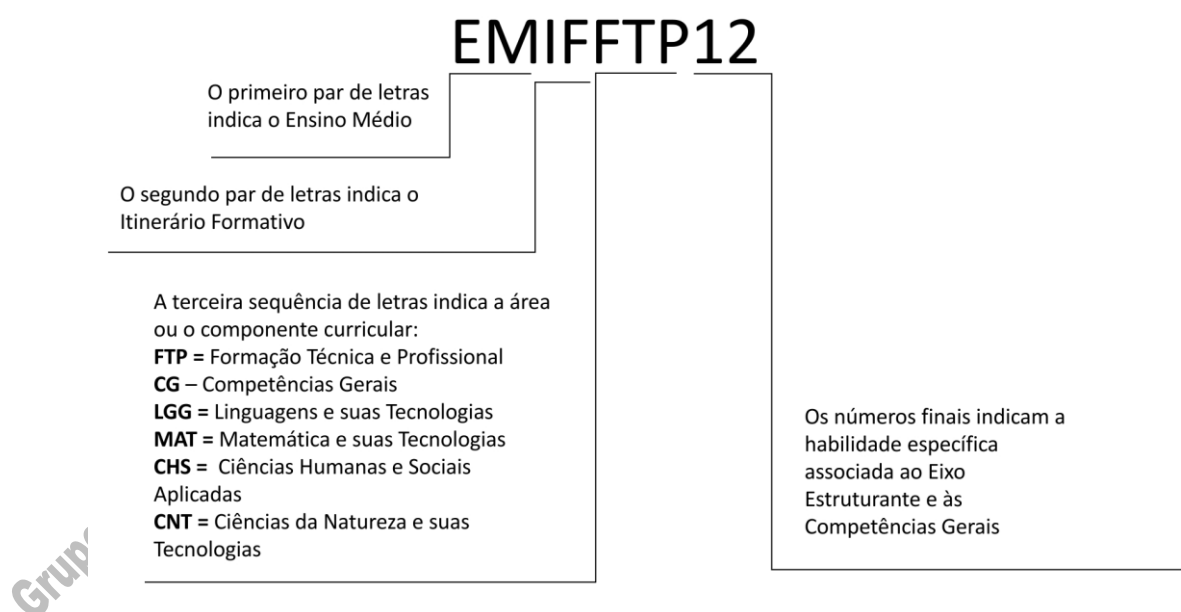 EMIFFTP12
O primeiro par de letras
indica o Ensino Médio
O segundo par de letras indica o
Itinerário Formativo
A terceira sequência de letras indica a área
ou o componente curricular:
FTP = Formação Técnica e Profissional
CG – Competências Gerais
LGG = Linguagens e suas Tecnologias
MAT = Matemática e suas Tecnologias
CHS = Ciências Humanas e Sociais
Aplicadas
CNT = Ciências da Natureza e suas
Tecnologias
Os números finais indicam a
habilidade específica
associada ao Eixo
Estruturante e às
Competências Gerais